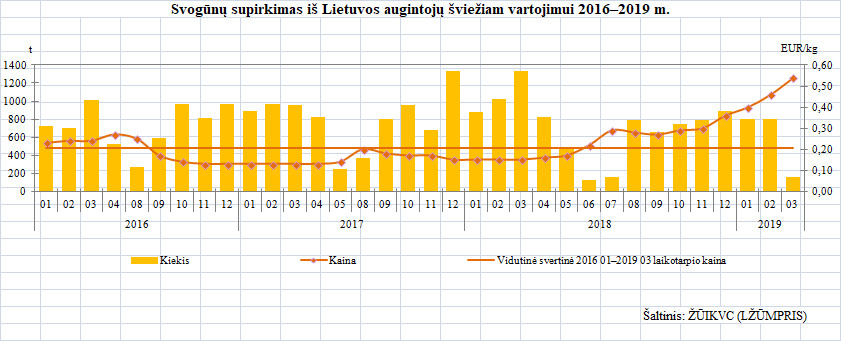 Svogūnų supirkimas iš Lietuvos augintojų šviežiam vartojimui 2016–2019 m.
t EUR/kg
1400 0,60
1200 0,50
1000 0,40
800 0,30
600
400 0,20
200 0,10
0 0,00
01 02 03 04 08 09 10 11 12 01 02 03 04 05 08 09 10 11 12 01 02 03 04 05 06 07 08 09 10 11 12 01 02 03
2016 2017 2018 2019
Kiekis Kaina Vidutinė svertinė 2016 01–2019 03 laikotarpio kaina
Šaltinis: ŽŪIKVC (LŽŪMPRIS)